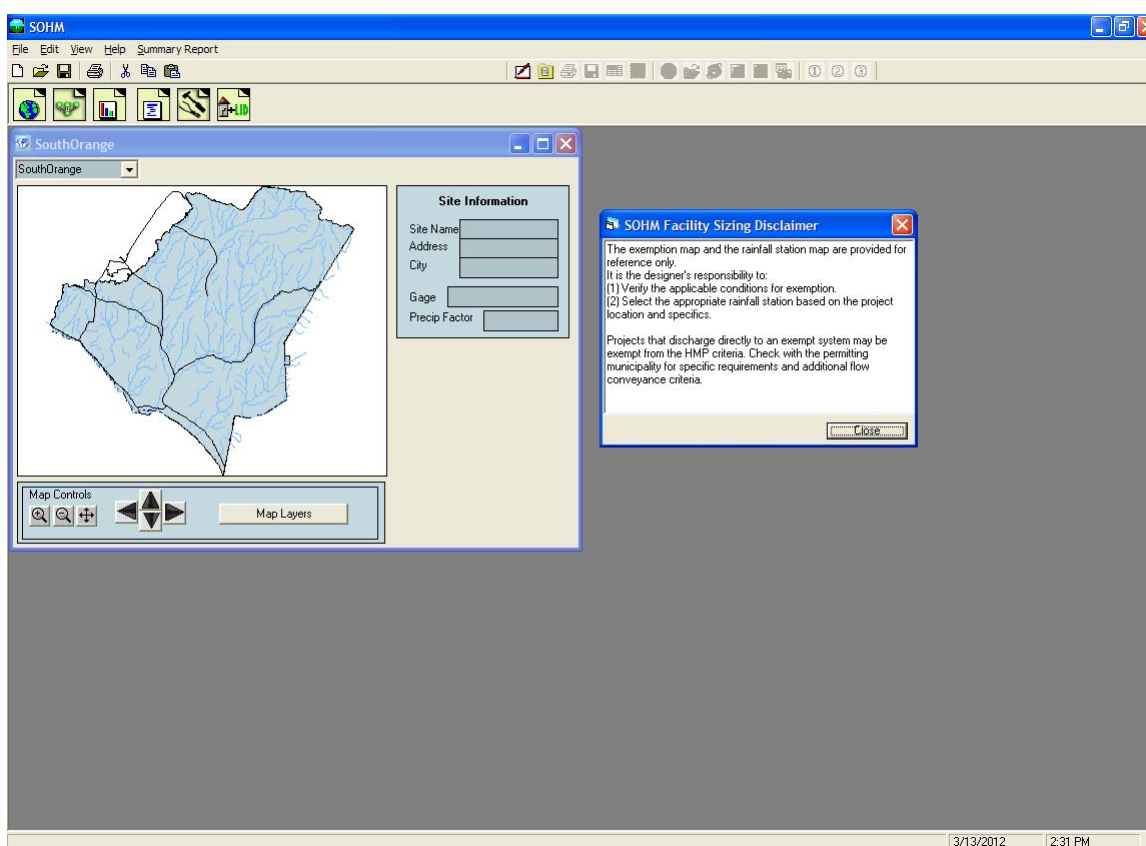 SOHM
File Edit View Help Summary Report
① ② ③
+LID
SouthOrange
SouthOrange
Site Information
Site Name
Address
City
Gage
Precip Factor
Map Controls
Map Layers
SOHM Facility Sizing Disclaimer
The exemption map and the rainfall station map are provided for
reference only.
It is the designer's responsibility to:
(1) Verify the applicable conditions for exemption.
(2) Select the appropriate rainfall station based on the project
location and specifics.
Projects that discharge directly to an exempt system may be
exempt from the HMP criteria. Check with the permitting
municipality for specific requirements and additional flow
conveyance criteria.
Close
3/13/2012 2:31 PM